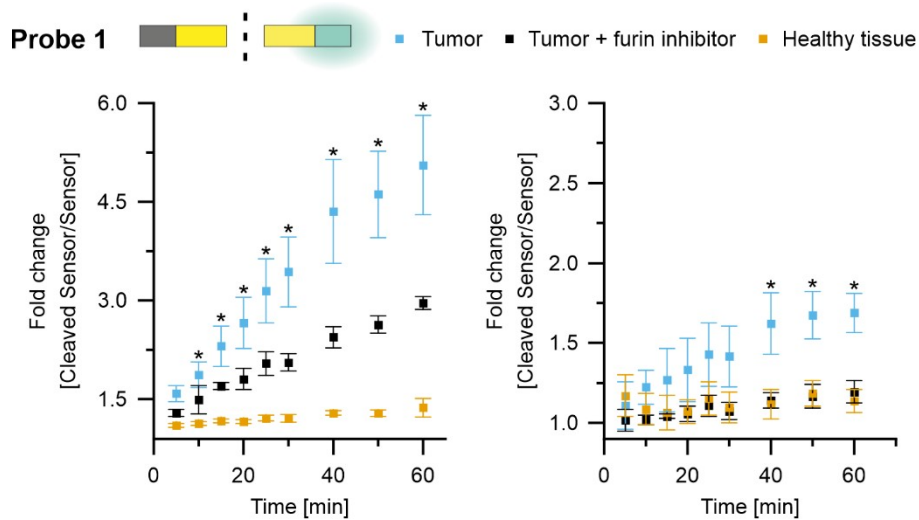 Probe 1
Tumor
Tumor + furin inhibitor
Healthy tissue
Fold change
[Cleaved Sensor/Sensor]
6.0
4.5
3.0
1.5
* * * * * * * *
0 20 40 60
Time [min]
Fold change
[Cleaved Sensor/Sensor]
3.0
2.5
2.0
1.5
1.0
* * *
0 20 40 60
Time [min]